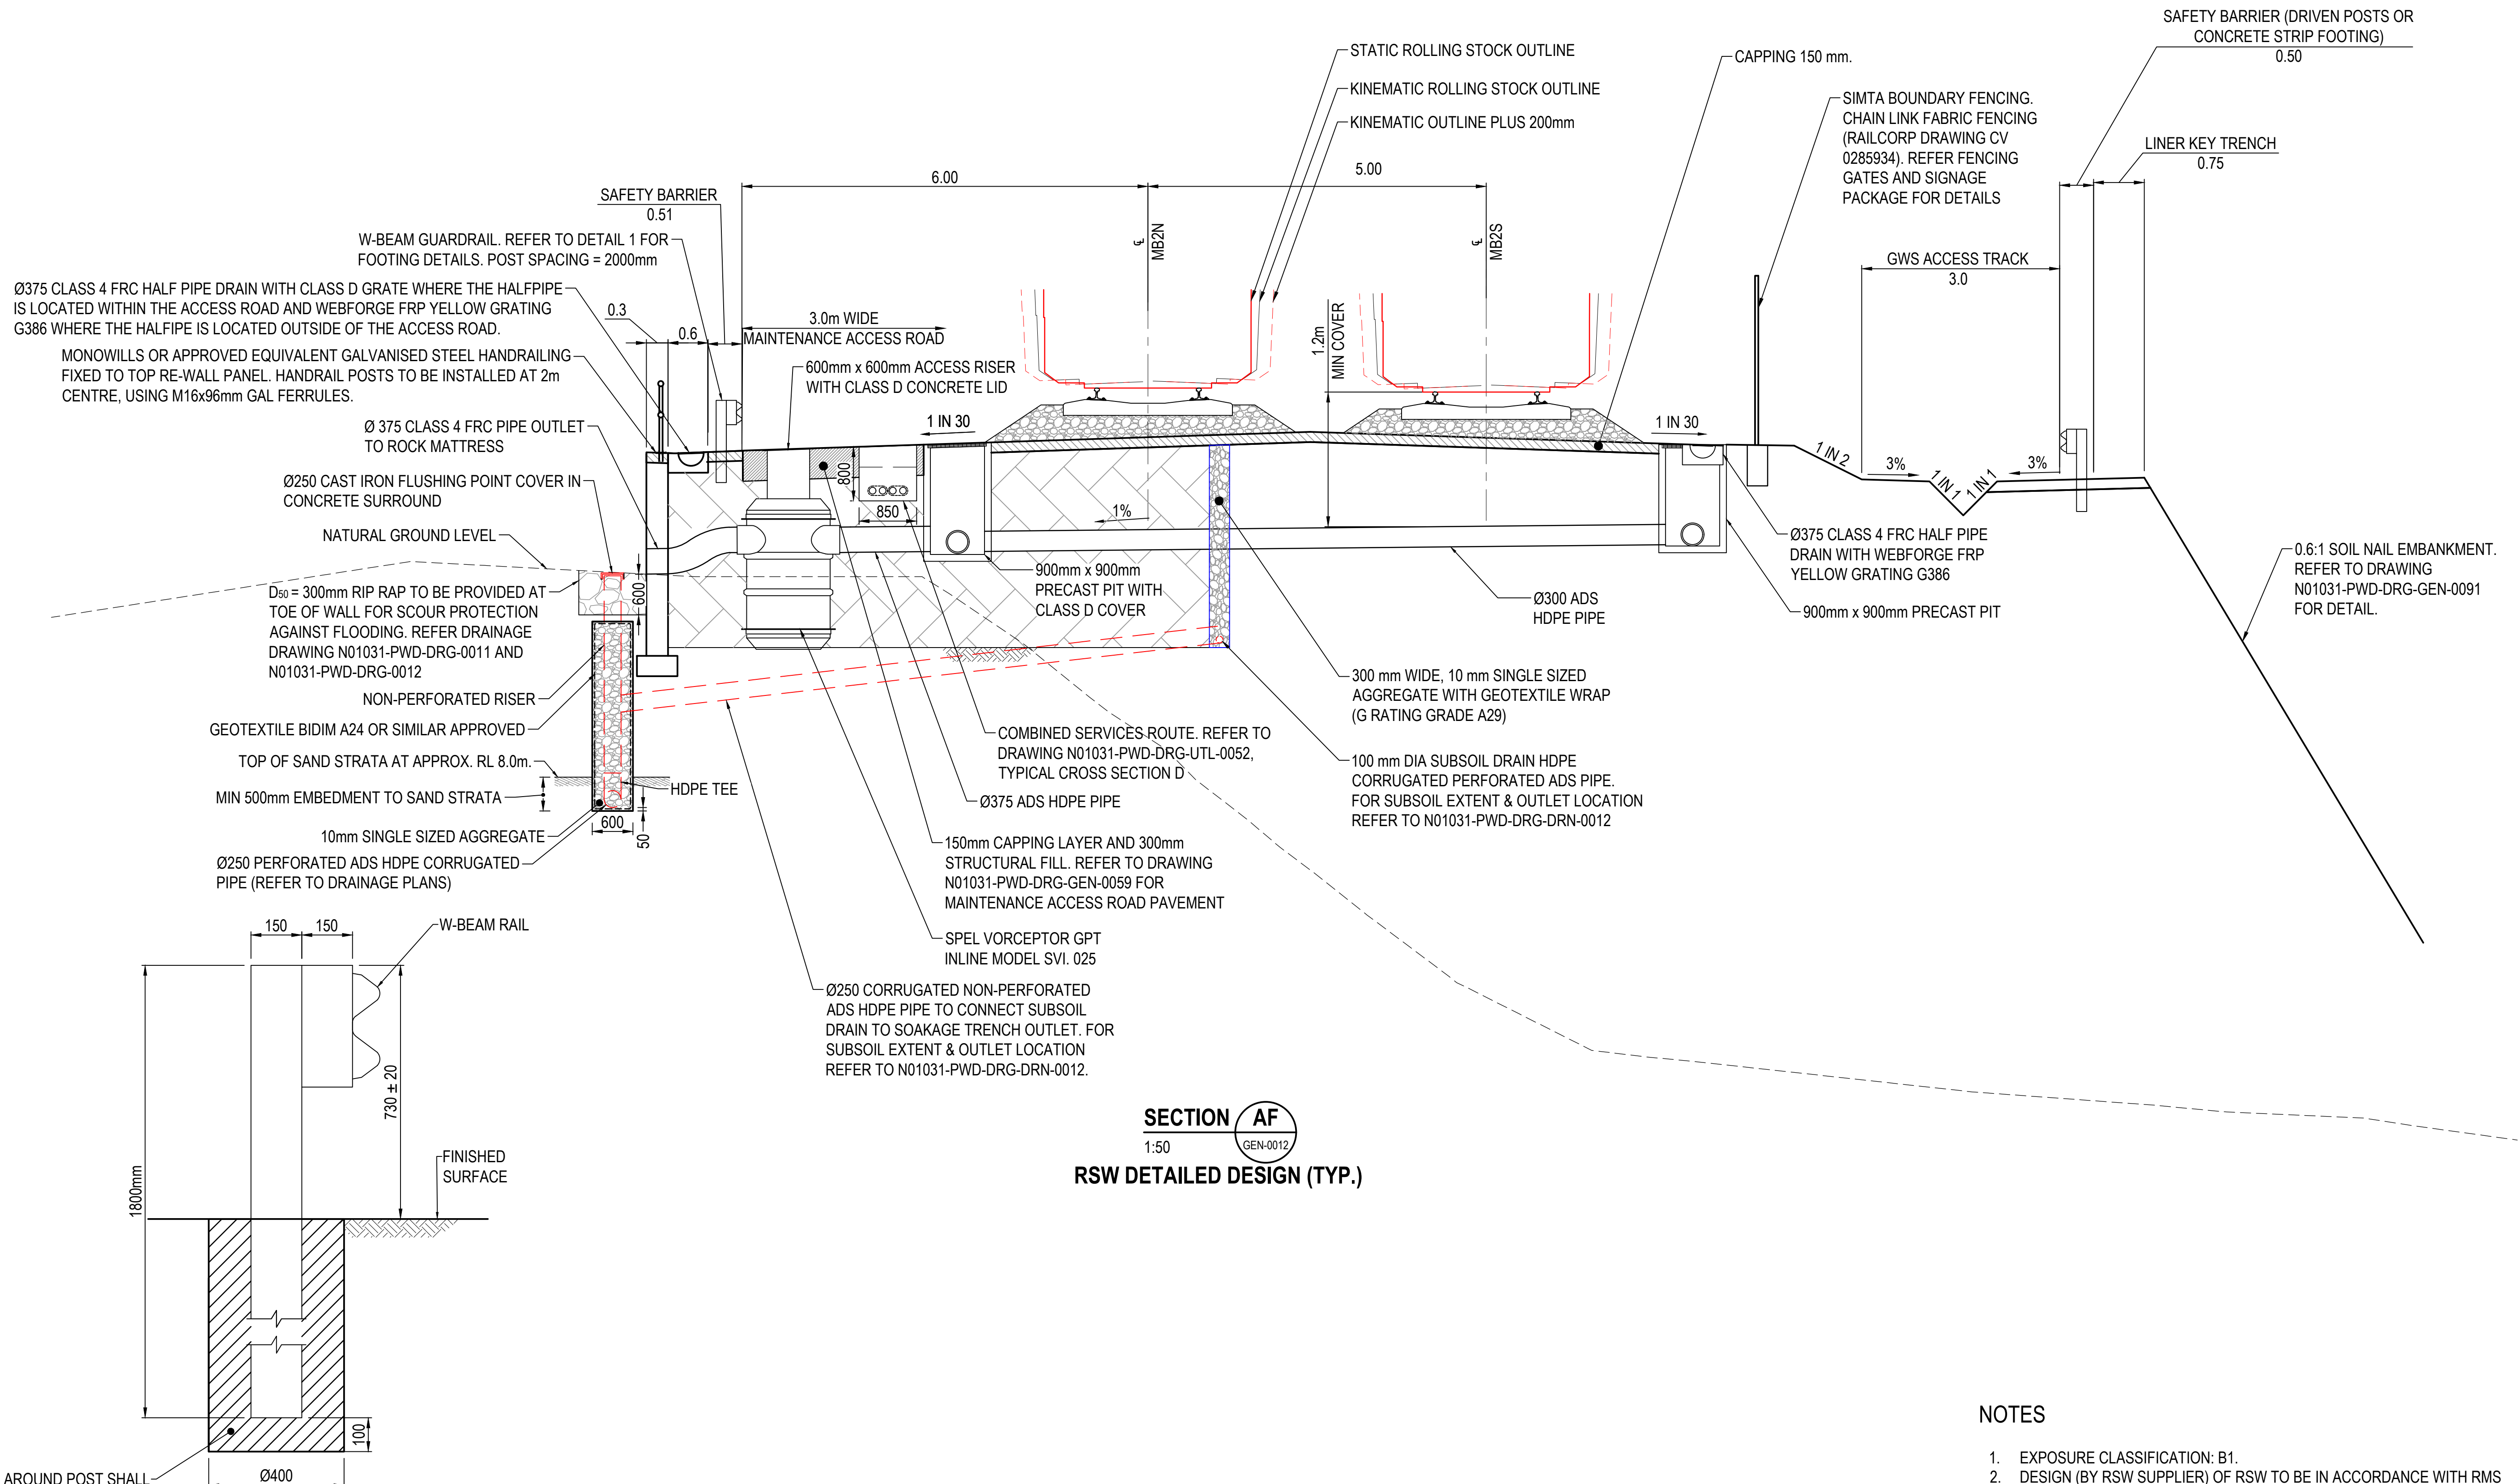 SAFETY BARRIER (DRIVEN POSTS OR
CONCRETE STRIP FOOTING)
0.50
STATIC ROLLING STOCK OUTLINE
KINEMATIC ROLLING STOCK OUTLINE
KINEMATIC OUTLINE PLUS 200mm
CAPPING 150 mm.
SIMTA BOUNDARY FENCING.
CHAIN LINK FABRIC FENCING
(RAILCORP DRAWING CV
0285934). REFER FENCING
GATES AND SIGNAGE
PACKAGE FOR DETAILS
LINER KEY TRENCH
0.75
6.00
5.00
SAFETY BARRIER
0.51
W-BEAM GUARDRAIL. REFER TO DETAIL 1 FOR
FOOTING DETAILS. POST SPACING = 2000mm
℄ MB2N
℄ MB2S
GWS ACCESS TRACK
3.0
Ø375 CLASS 4 FRC HALF PIPE DRAIN WITH CLASS D GRATE WHERE THE HALFPIPE
IS LOCATED WITHIN THE ACCESS ROAD AND WEBFORGE FRP YELLOW GRATING
G386 WHERE THE HALFIPE IS LOCATED OUTSIDE OF THE ACCESS ROAD.
0.3
0.6
3.0m WIDE
MAINTENANCE ACCESS ROAD
1.2m
MIN COVER
MONOWILLS OR APPROVED EQUIVALENT GALVANISED STEEL HANDRAILING
FIXED TO TOP RE-WALL PANEL. HANDRAIL POSTS TO BE INSTALLED AT 2m
CENTRE, USING M16x96mm GAL FERRULES.
600mm x 600mm ACCESS RISER
WITH CLASS D CONCRETE LID
Ø 375 CLASS 4 FRC PIPE OUTLET
TO ROCK MATTRESS
1 IN 30
1 IN 30
1 IN 2
3%
1 IN 1
1 IN 1
3%
Ø250 CAST IRON FLUSHING POINT COVER IN
CONCRETE SURROUND
800
850
1%
NATURAL GROUND LEVEL
Ø375 CLASS 4 FRC HALF PIPE
DRAIN WITH WEBFORGE FRP
YELLOW GRATING G386
0.6:1 SOIL NAIL EMBANKMENT.
REFER TO DRAWING
N01031-PWD-DRG-GEN-0091
FOR DETAIL.
D50 = 300mm RIP RAP TO BE PROVIDED AT
TOE OF WALL FOR SCOUR PROTECTION
AGAINST FLOODING. REFER DRAINAGE
DRAWING N01031-PWD-DRG-0011 AND
N01031-PWD-DRG-0012
600
900mm x 900mm
PRECAST PIT WITH
CLASS D COVER
Ø300 ADS
HDPE PIPE
900mm x 900mm PRECAST PIT
NON-PERFORATED RISER
GEOTEXTILE BIDIM A24 OR SIMILAR APPROVED
300 mm WIDE, 10 mm SINGLE SIZED
AGGREGATE WITH GEOTEXTILE WRAP
(G RATING GRADE A29)
COMBINED SERVICES ROUTE. REFER TO
DRAWING N01031-PWD-DRG-UTL-0052,
TYPICAL CROSS SECTION D
TOP OF SAND STRATA AT APPROX. RL 8.0m.
MIN 500mm EMBEDMENT TO SAND STRATA
HDPE TEE
100 mm DIA SUBSOIL DRAIN HDPE
CORRUGATED PERFORATED ADS PIPE.
FOR SUBSOIL EXTENT & OUTLET LOCATION
REFER TO N01031-PWD-DRG-DRN-0012
Ø375 ADS HDPE PIPE
600
50
10mm SINGLE SIZED AGGREGATE
Ø250 PERFORATED ADS HDPE CORRUGATED
PIPE (REFER TO DRAINAGE PLANS)
150mm CAPPING LAYER AND 300mm
STRUCTURAL FILL. REFER TO DRAWING
N01031-PWD-DRG-GEN-0059 FOR
MAINTENANCE ACCESS ROAD PAVEMENT
SPEL VORCEPTOR GPT
INLINE MODEL SVI. 025
Ø250 CORRUGATED NON-PERFORATED
ADS HDPE PIPE TO CONNECT SUBSOIL
DRAIN TO SOAKAGE TRENCH OUTLET. FOR
SUBSOIL EXTENT & OUTLET LOCATION
REFER TO N01031-PWD-DRG-DRN-0012.
150
150
W-BEAM RAIL
730 ± 20
1800mm
FINISHED
SURFACE
100
AROUND POST SHALL
Ø400
SECTION AF
1:50 GEN-0012
RSW DETAILED DESIGN (TYP.)
NOTES
1. EXPOSURE CLASSIFICATION: B1.
2. DESIGN (BY RSW SUPPLIER) OF RSW TO BE IN ACCORDANCE WITH RMS